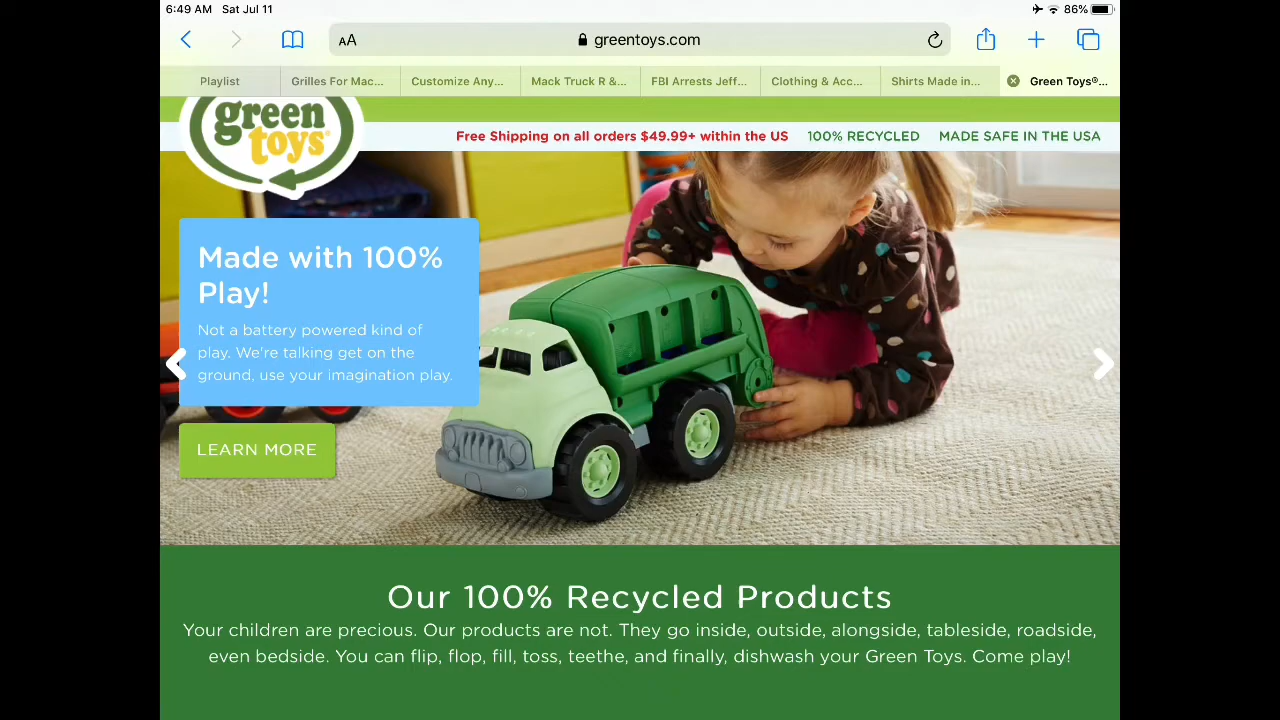 6:49 AM Sat Jul 11
86%
AA
greentoys.com
Playlist
Grilles For Mac...
Customize Any...
Mack Truck R &...
FBI Arrests Jeff...
Clothing & Acc...
Shirts Made in...
Green Toys®...
green
toys®
Free Shipping on all orders $49.99+ within the US 100% RECYCLED MADE SAFE IN THE USA
Made with 100%
Play!
Not a battery powered kind of
play. We're talking get on the
ground, use your imagination play.
LEARN MORE
Our 100% Recycled Products
Your children are precious. Our products are not. They go inside, outside, alongside, tableside, roadside,
even bedside. You can flip, flop, fill, toss, teethe, and finally, dishwash your Green Toys. Come play!